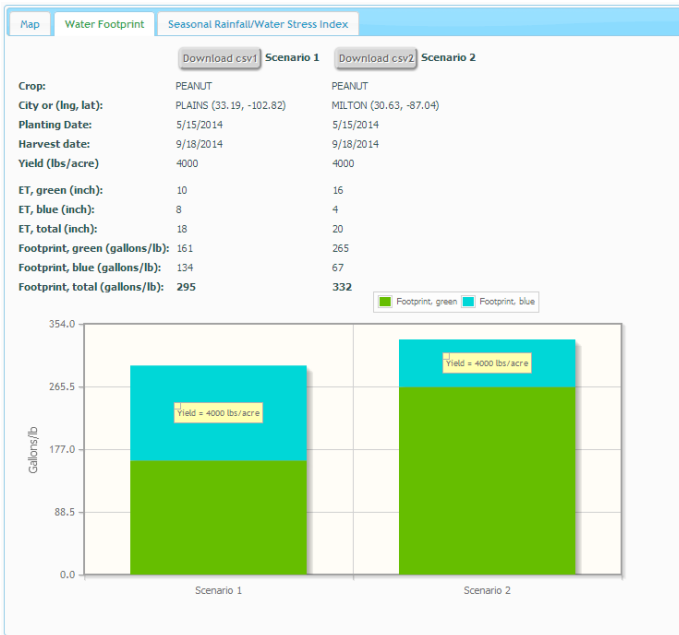 Map Water Footprint Seasonal Rainfall/Water Stress Index
Download csv1 Scenario 1 Download csv2 Scenario 2
Crop: PEANUT PEANUT
City or (lng, lat): PLAINS (33.19, -102.82) MILTON (30.63, -87.04)
Planting Date: 5/15/2014 5/15/2014
Harvest date: 9/18/2014 9/18/2014
Yield (lbs/acre) 4000 4000
ET, green (inch): 10 16
ET, blue (inch): 8 4
ET, total (inch): 18 20
Footprint, green (gallons/lb): 161 265
Footprint, blue (gallons/lb): 134 67
Footprint, total (gallons/lb): 295 332
Footprint, green Footprint, blue
354.0
265.5
177.0
88.5
0.0
Gallons/lb
Yield = 4000 lbs/acre
Yield = 4000 lbs/acre
Scenario 1 Scenario 2